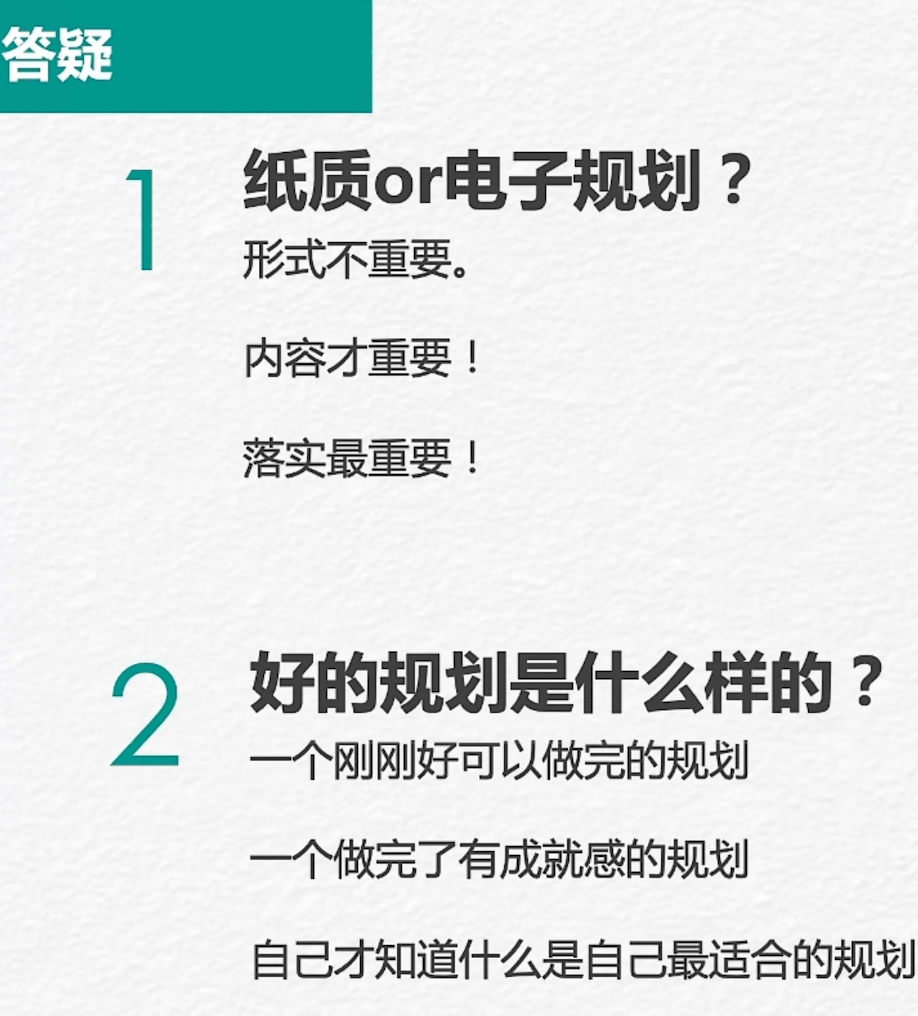 答疑
1
纸质or电子规划？
形式不重要。
内容才重要！
落实最重要！
2
好的规划是什么样的？
一个刚刚好可以做完的规划
一个做完了有成就感的规划
自己才知道什么是自己最适合的规划